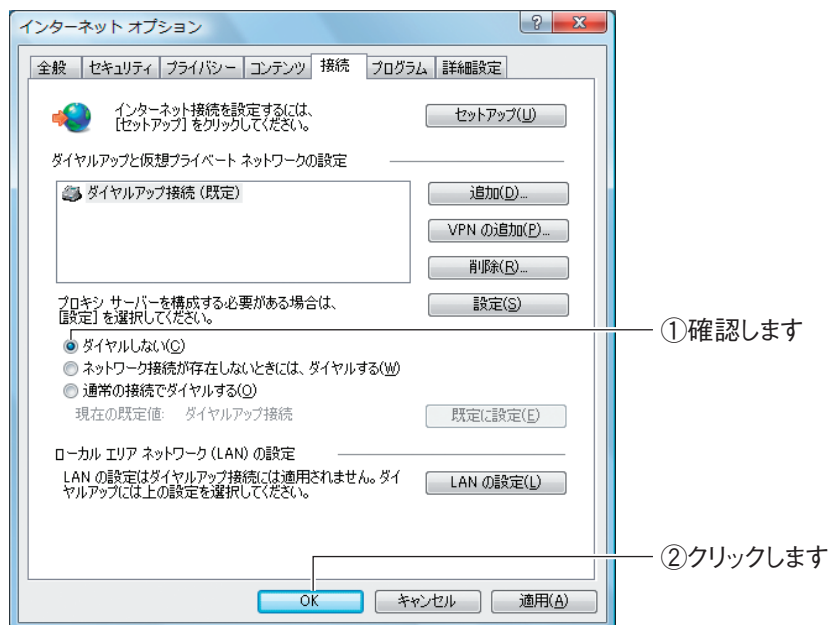 インターネット オプション
全般 セキュリティ プライバシー コンテンツ 接続 プログラム 詳細設定
インターネット接続を設定するには、
[セットアップ] をクリックしてください。
セットアップ(U)
ダイヤルアップと仮想プライベート ネットワークの設定
ダイヤルアップ接続 (既定)
追加(D)...
VPN の追加(P)...
削除(R)...
プロキシ サーバーを構成する必要がある場合は、
[設定] を選択してください。
設定(S)
ダイヤルしない(C)
①確認します
ネットワーク接続が存在しないときには、ダイヤルする(W)
通常の接続でダイヤルする(O)
現在の既定値: ダイヤルアップ接続
既定に設定(E)
ローカル エリア ネットワーク (LAN) の設定
LAN の設定はダイヤルアップ接続には適用されません。ダイ
ヤルアップには上の設定を選択してください。
LAN の設定(L)
②クリックします
OK キャンセル 適用(A)